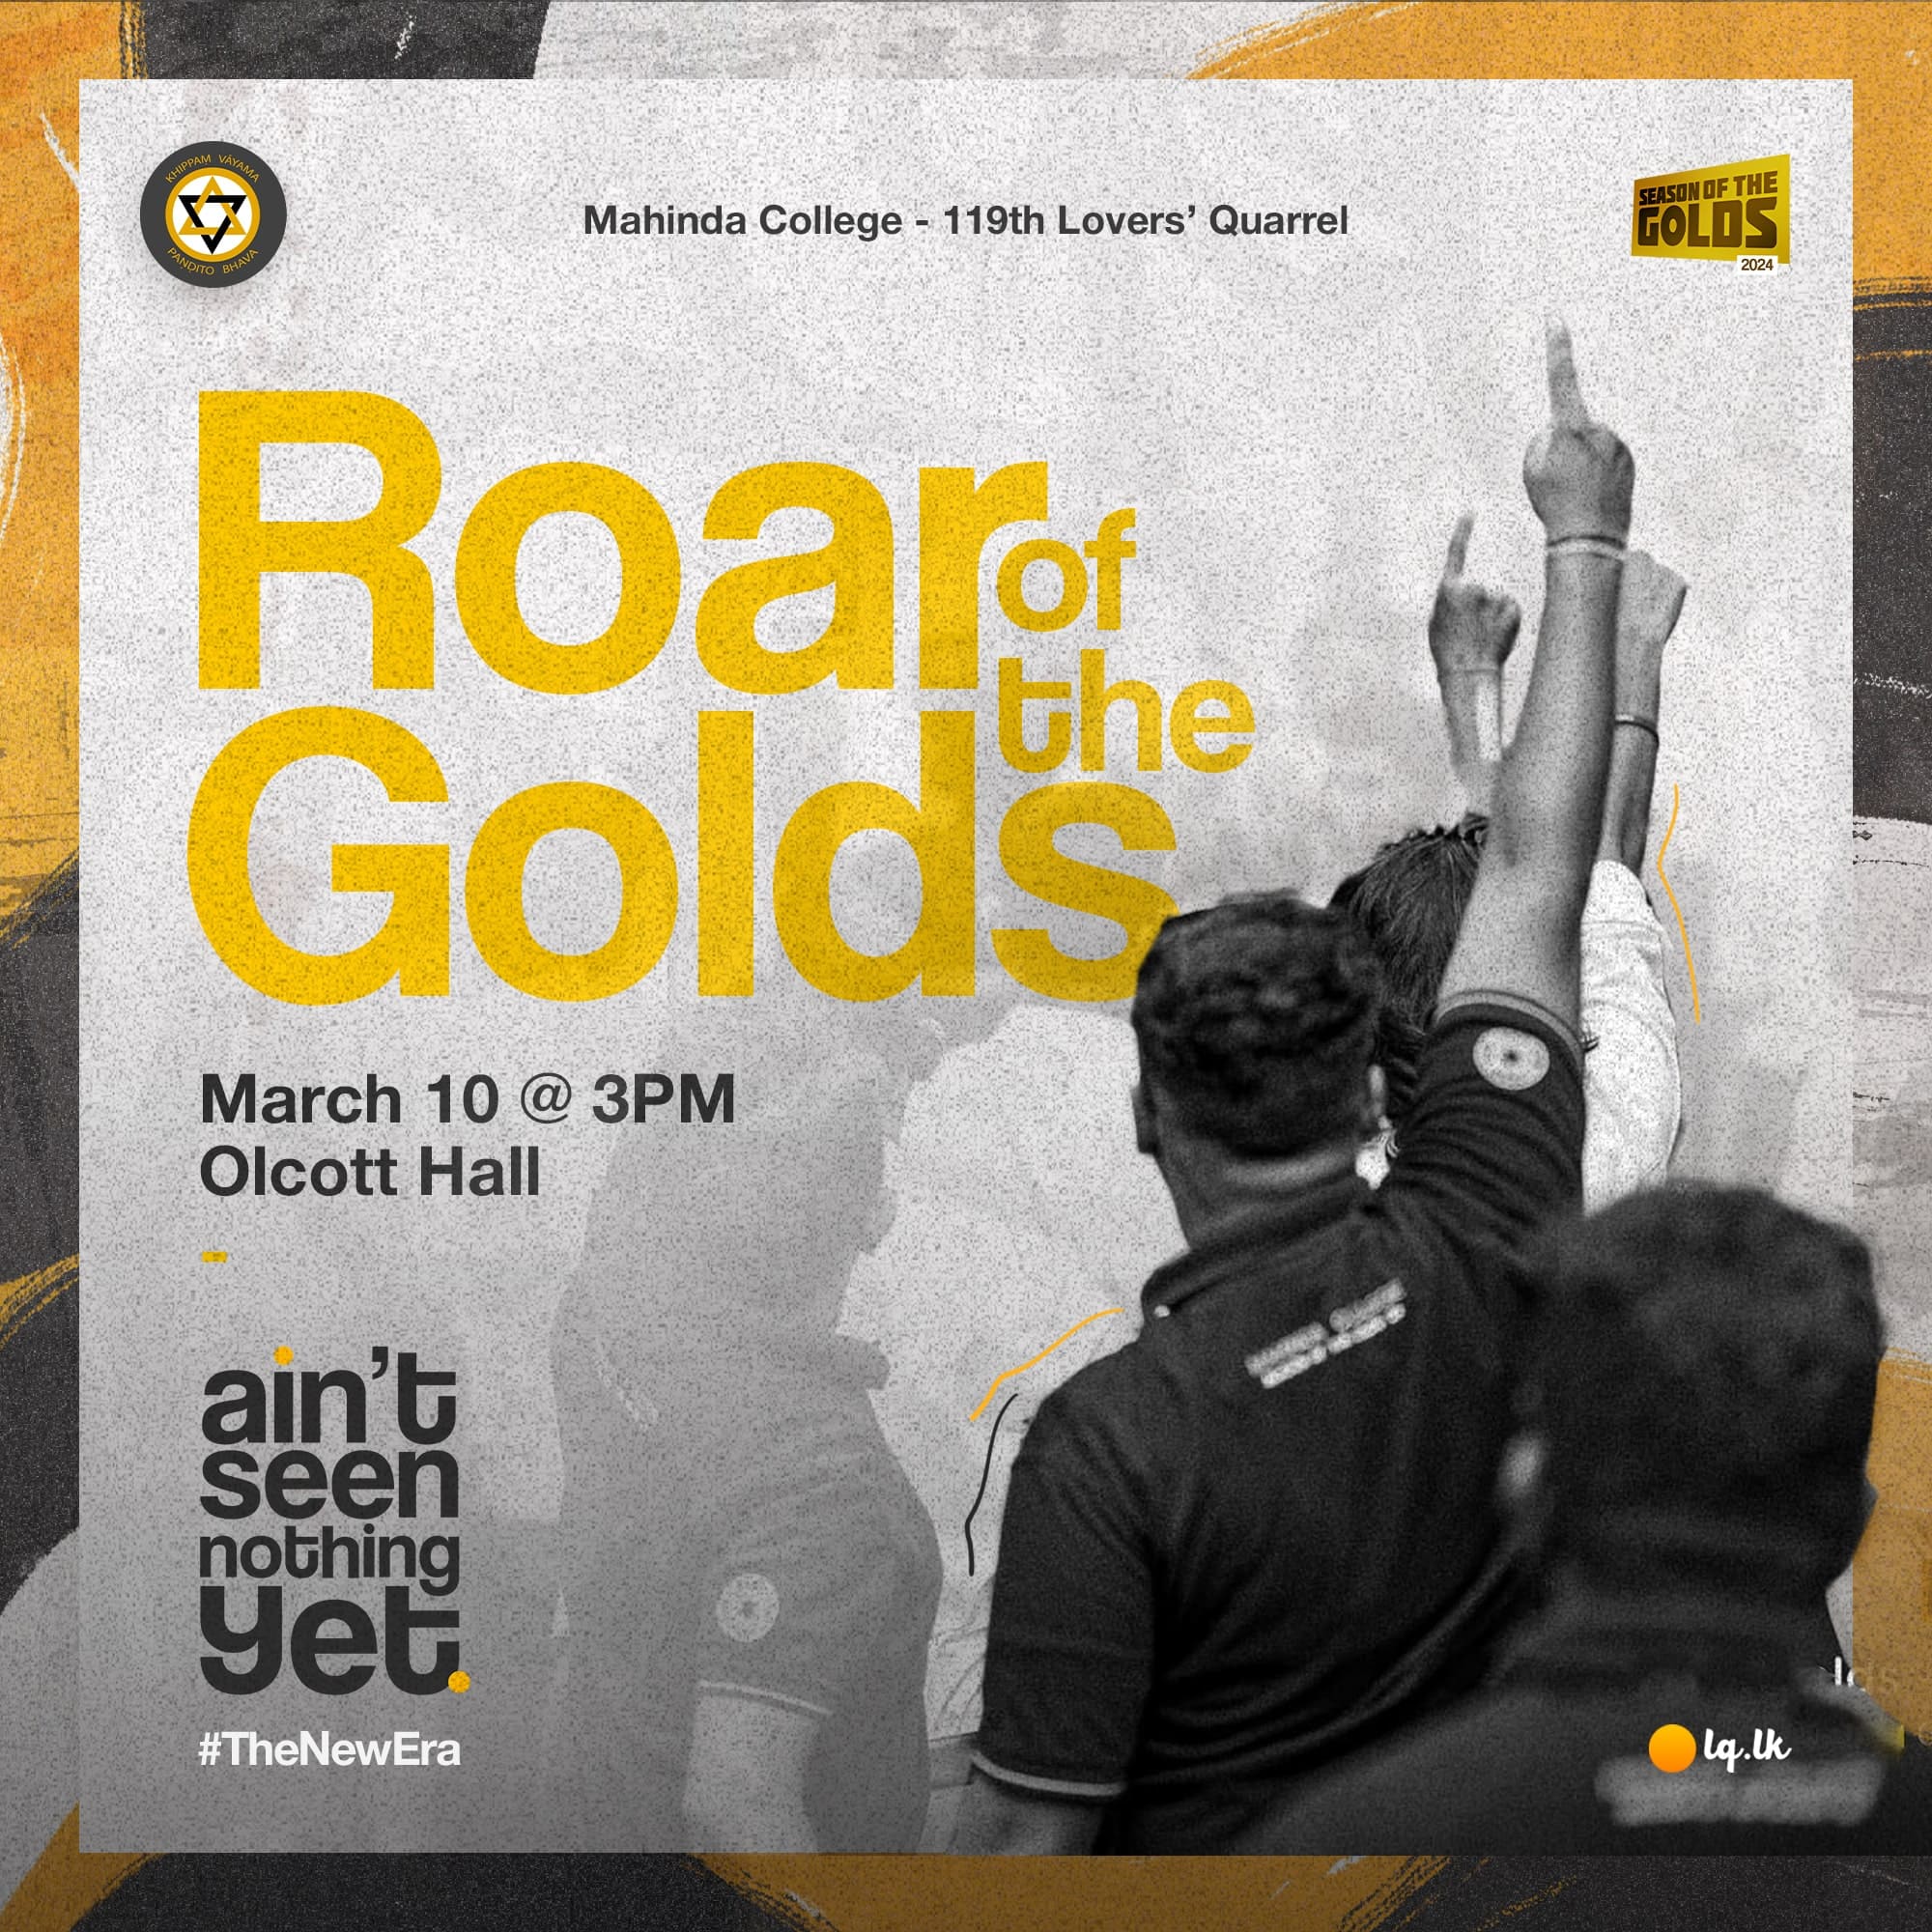 KHIPPAM VĀYAMA
PANDITO BHAVA
Mahinda College - 119th Lovers’ Quarrel
SEASON OF THE
GOLDS
2024
Roar
of
the
Golds
March 10 @ 3PM
Olcott Hall
-
ain’t
seen
nothing
yet.
#TheNewEra
lq.lk